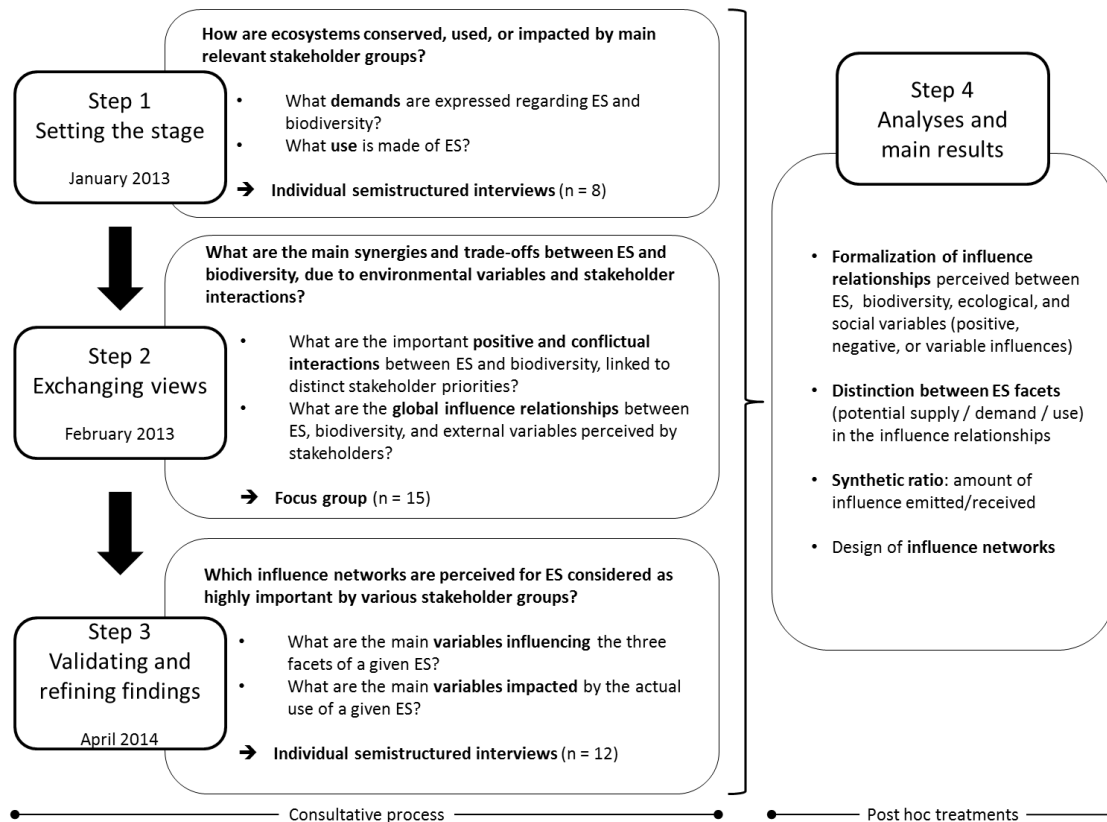 Step 1
Setting the stage
January 2013
How are ecosystems conserved, used, or impacted by main
relevant stakeholder groups?
• What demands are expressed regarding ES and
biodiversity?
• What use is made of ES?
➔ Individual semistructured interviews (n = 8)
Step 2
Exchanging views
February 2013
What are the main synergies and trade-offs between ES and
biodiversity, due to environmental variables and stakeholder
interactions?
• What are the important positive and conflictual
interactions between ES and biodiversity, linked to
distinct stakeholder priorities?
• What are the global influence relationships between
ES, biodiversity, and external variables perceived by
stakeholders?
➔ Focus group (n = 15)
Step 3
Validating and
refining findings
April 2014
Which influence networks are perceived for ES considered as
highly important by various stakeholder groups?
• What are the main variables influencing the three
facets of a given ES?
• What are the main variables impacted by the actual
use of a given ES?
➔ Individual semistructured interviews (n = 12)
Consultative process
Step 4
Analyses and
main results
• Formalization of influence
relationships perceived between
ES, biodiversity, ecological, and
social variables (positive,
negative, or variable influences)
• Distinction between ES facets
(potential supply / demand / use)
in the influence relationships
• Synthetic ratio: amount of
influence emitted/received
• Design of influence networks
Post hoc treatments